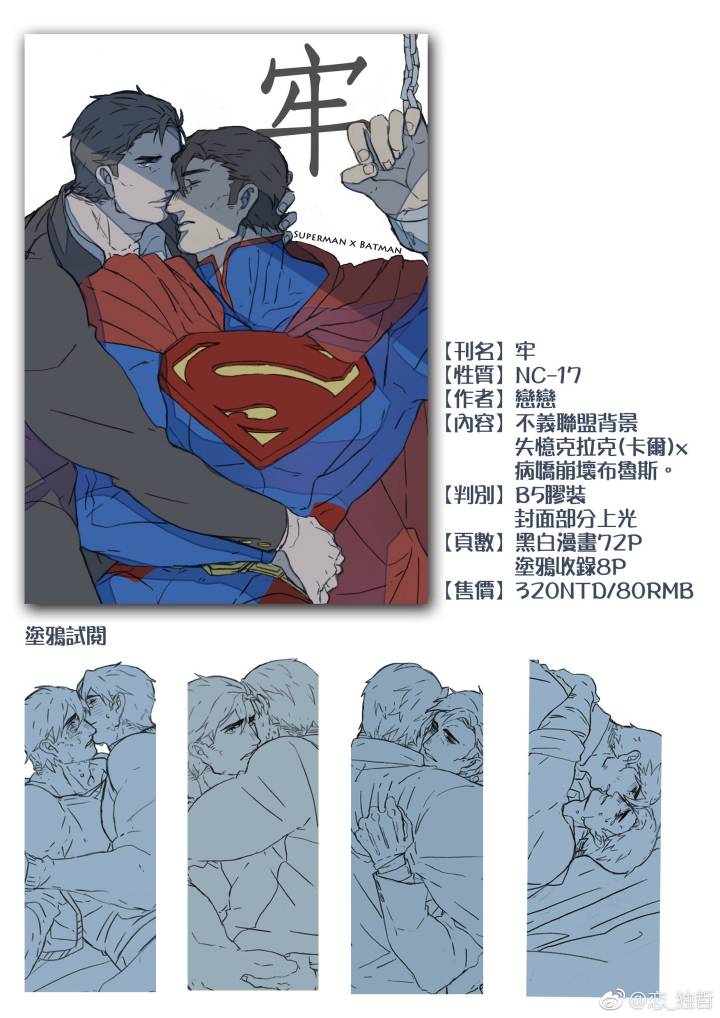 牢
SUPERMAN X BATMAN
【刊名】牢
【性質】NC-17
【作者】戀戀
【內容】不義聯盟背景
失憶克拉克(卡爾)x
病嬌崩壞布魯斯。
【判別】B5膠裝
封面部分上光
【頁數】黑白漫畫72P
塗鴉收錄8P
【售價】320NTD/80RMB
塗鴉試閱
@恋_独哲